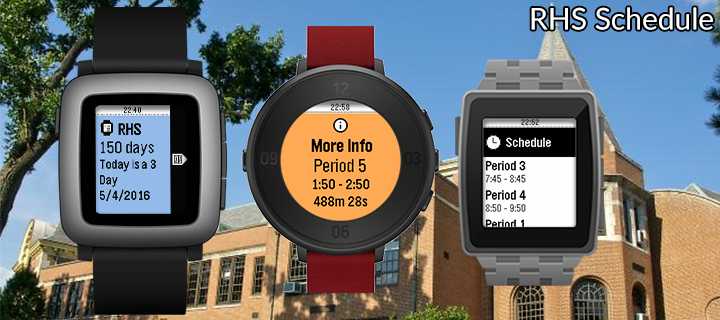 RHS Schedule
22:40
RHS
150 days
Today is a 3
Day
5/4/2016
22:58
12
03
06
09
More Info
Period 5
1:50 - 2:50
488m 28s
22:52
Schedule
Period 3
7:45 - 8:45
Period 4
8:50 - 9:50
Period 1